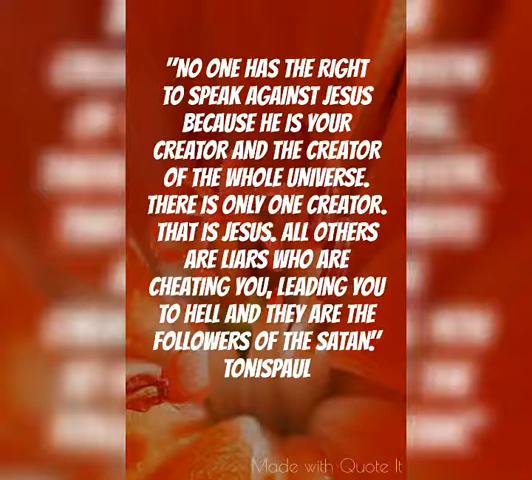 "NO ONE HAS THE RIGHT
TO SPEAK AGAINST JESUS
BECAUSE HE IS YOUR
CREATOR AND THE CREATOR
OF THE WHOLE UNIVERSE.
THERE IS ONLY ONE CREATOR.
THAT IS JESUS. ALL OTHERS
ARE LIARS WHO ARE
CHEATING YOU, LEADING YOU
TO HELL AND THEY ARE THE
FOLLOWERS OF THE SATAN."
TONISPAUL
Made with Quote It